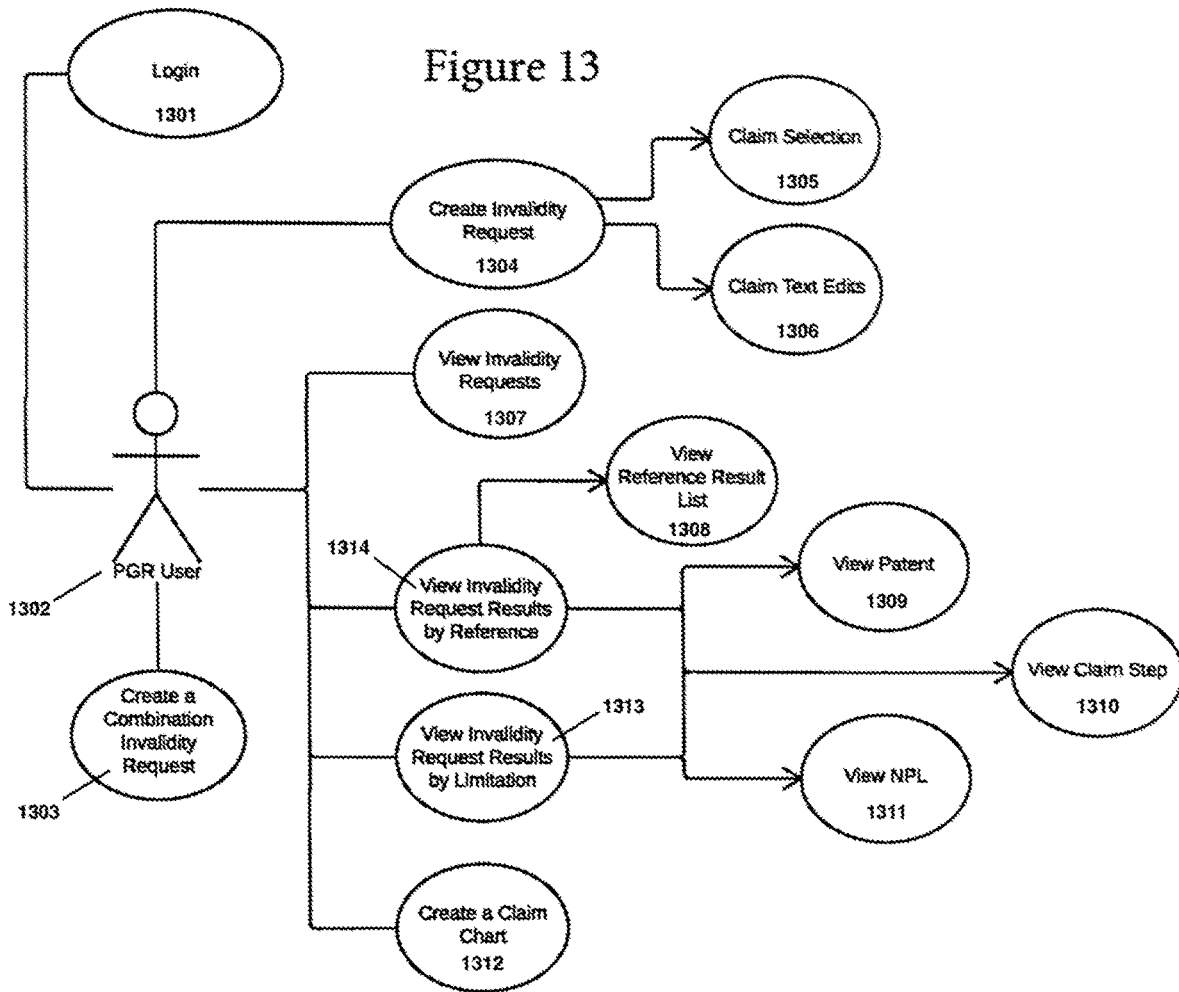 Figure 13
Login
1301
Claim Selection
1305
Create Invalidity
Request
1304
Claim Text Edits
1306
View Invalidity
Requests
1307
View
Reference Result
List
1308
1314
View Invalidity
Request Results
by Reference
View Patent
1309
PGR User
1302
View Claim Step
1310
Create a
Combination
Invalidity
Request
1303
1313
View Invalidity
Request Results
by Limitation
View NPL
1311
Create a Claim
Chart
1312